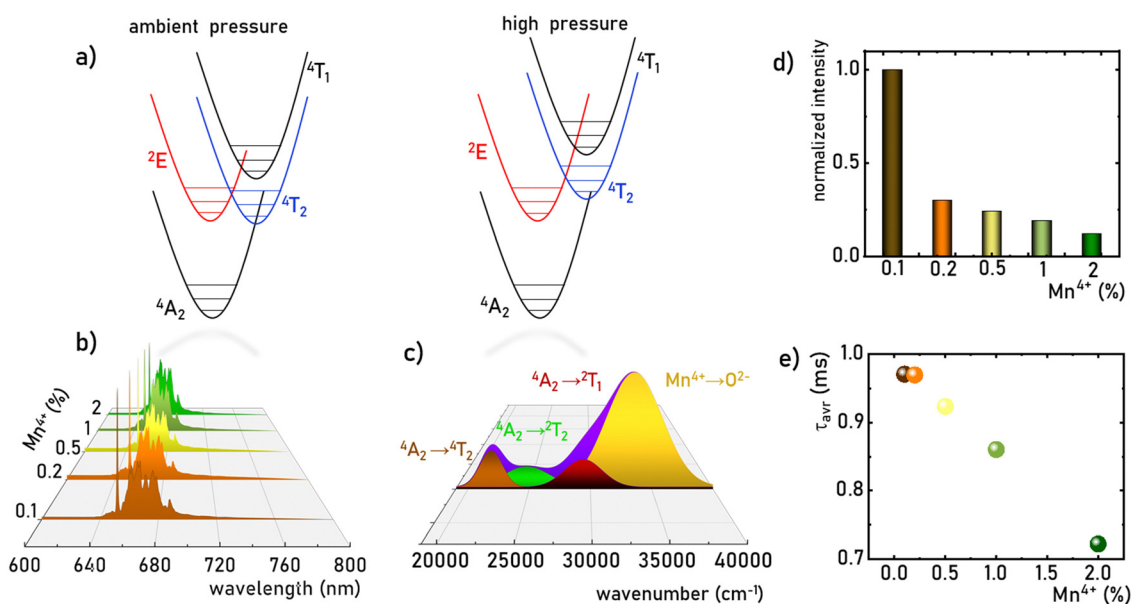 ambient pressure
high pressure
a)
⁴T₁
²E
⁴T₂
⁴A₂
⁴T₁
²E
⁴T₂
⁴A₂
b)
Mn⁴⁺ (%)
2
1
0.5
0.2
0.1
600 640 680 720 760 800
wavelength (nm)
c)
⁴A₂→²T₁
Mn⁴⁺→O²⁻
⁴A₂→²T₂
⁴A₂→⁴T₂
20000 25000 30000 35000 40000
wavenumber (cm⁻¹)
d)
normalized intensity
1.0
0.5
0.0
0.1 0.2 0.5 1 2
Mn⁴⁺ (%)
e)
τavr (ms)
1.0
0.9
0.8
0.7
0.0 0.5 1.0 1.5 2.0
Mn⁴⁺ (%)